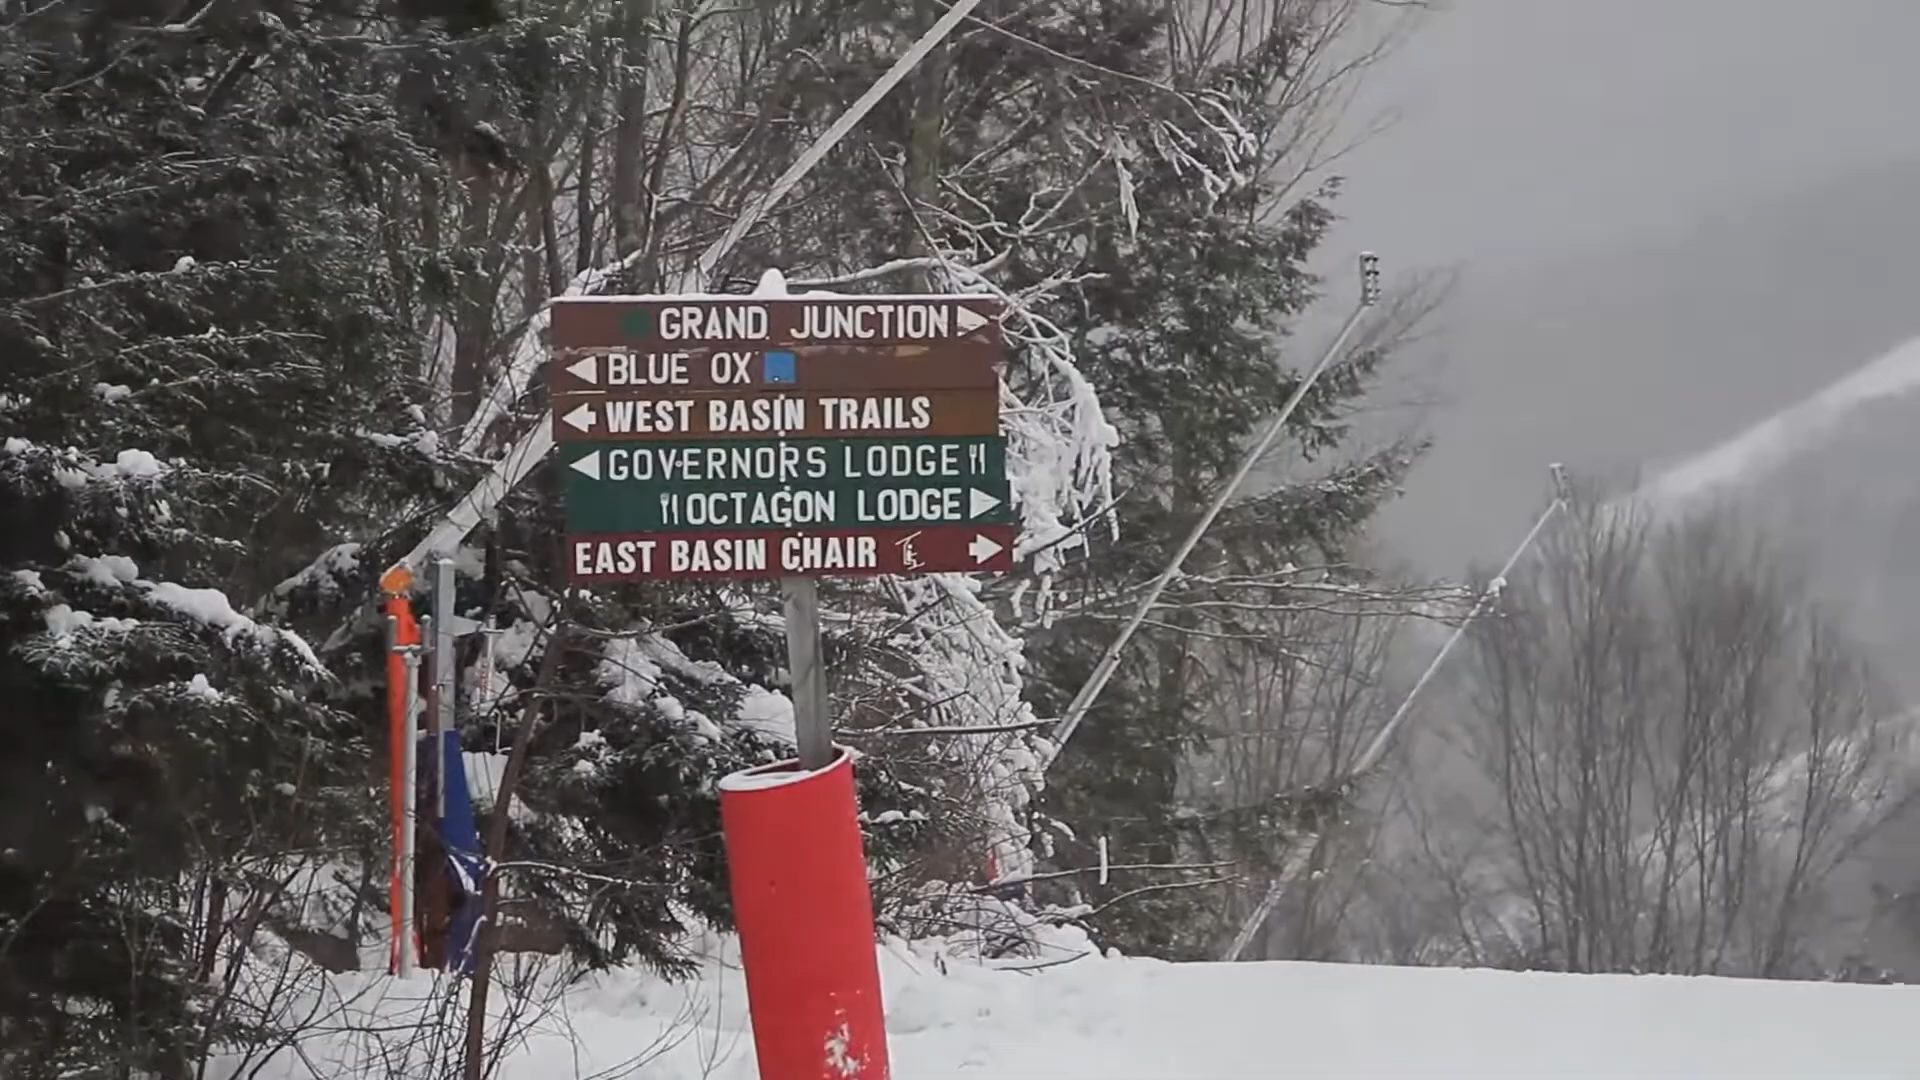 GRAND JUNCTION
BLUE OX
WEST BASIN TRAILS
GOVERNORS LODGE
OCTAGON LODGE
EAST BASIN CHAIR